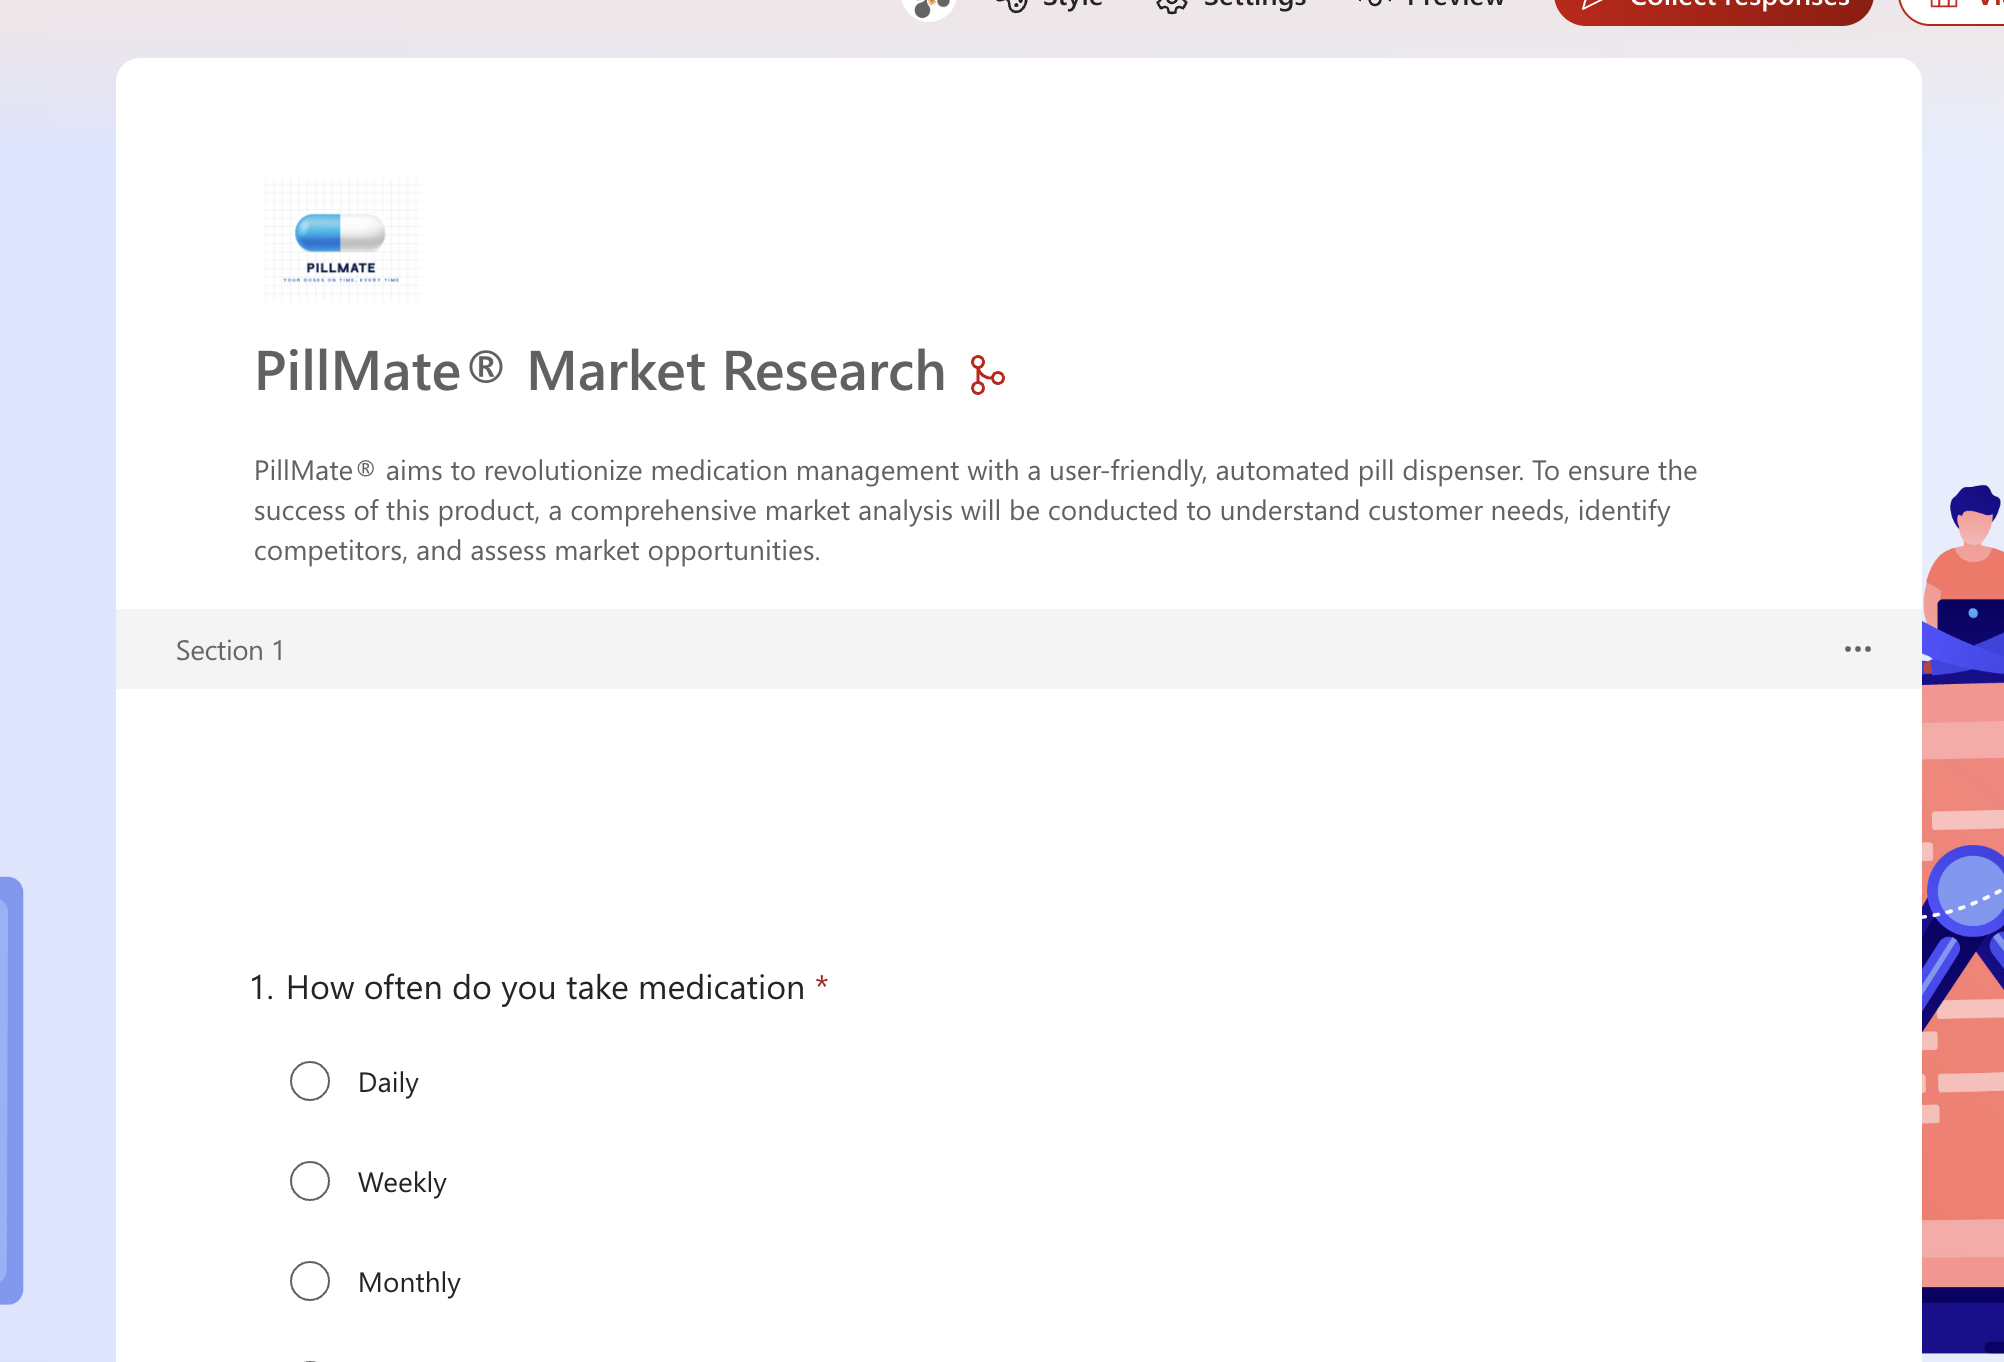 Style Settings Preview Collect responses
PILLMATE
YOUR DOSES ON TIME, EVERY TIME
PillMate® Market Research
PillMate® aims to revolutionize medication management with a user-friendly, automated pill dispenser. To ensure the
success of this product, a comprehensive market analysis will be conducted to understand customer needs, identify
competitors, and assess market opportunities.
Section 1
1. How often do you take medication *
Daily
Weekly
Monthly